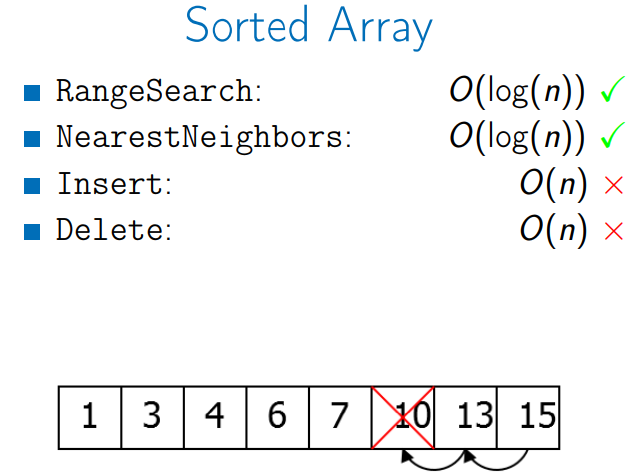 Sorted Array
RangeSearch: O(log(n)) ✓
NearestNeighbors: O(log(n)) ✓
Insert: O(n) ×
Delete: O(n) ×
1 3 4 6 7 10 13 15